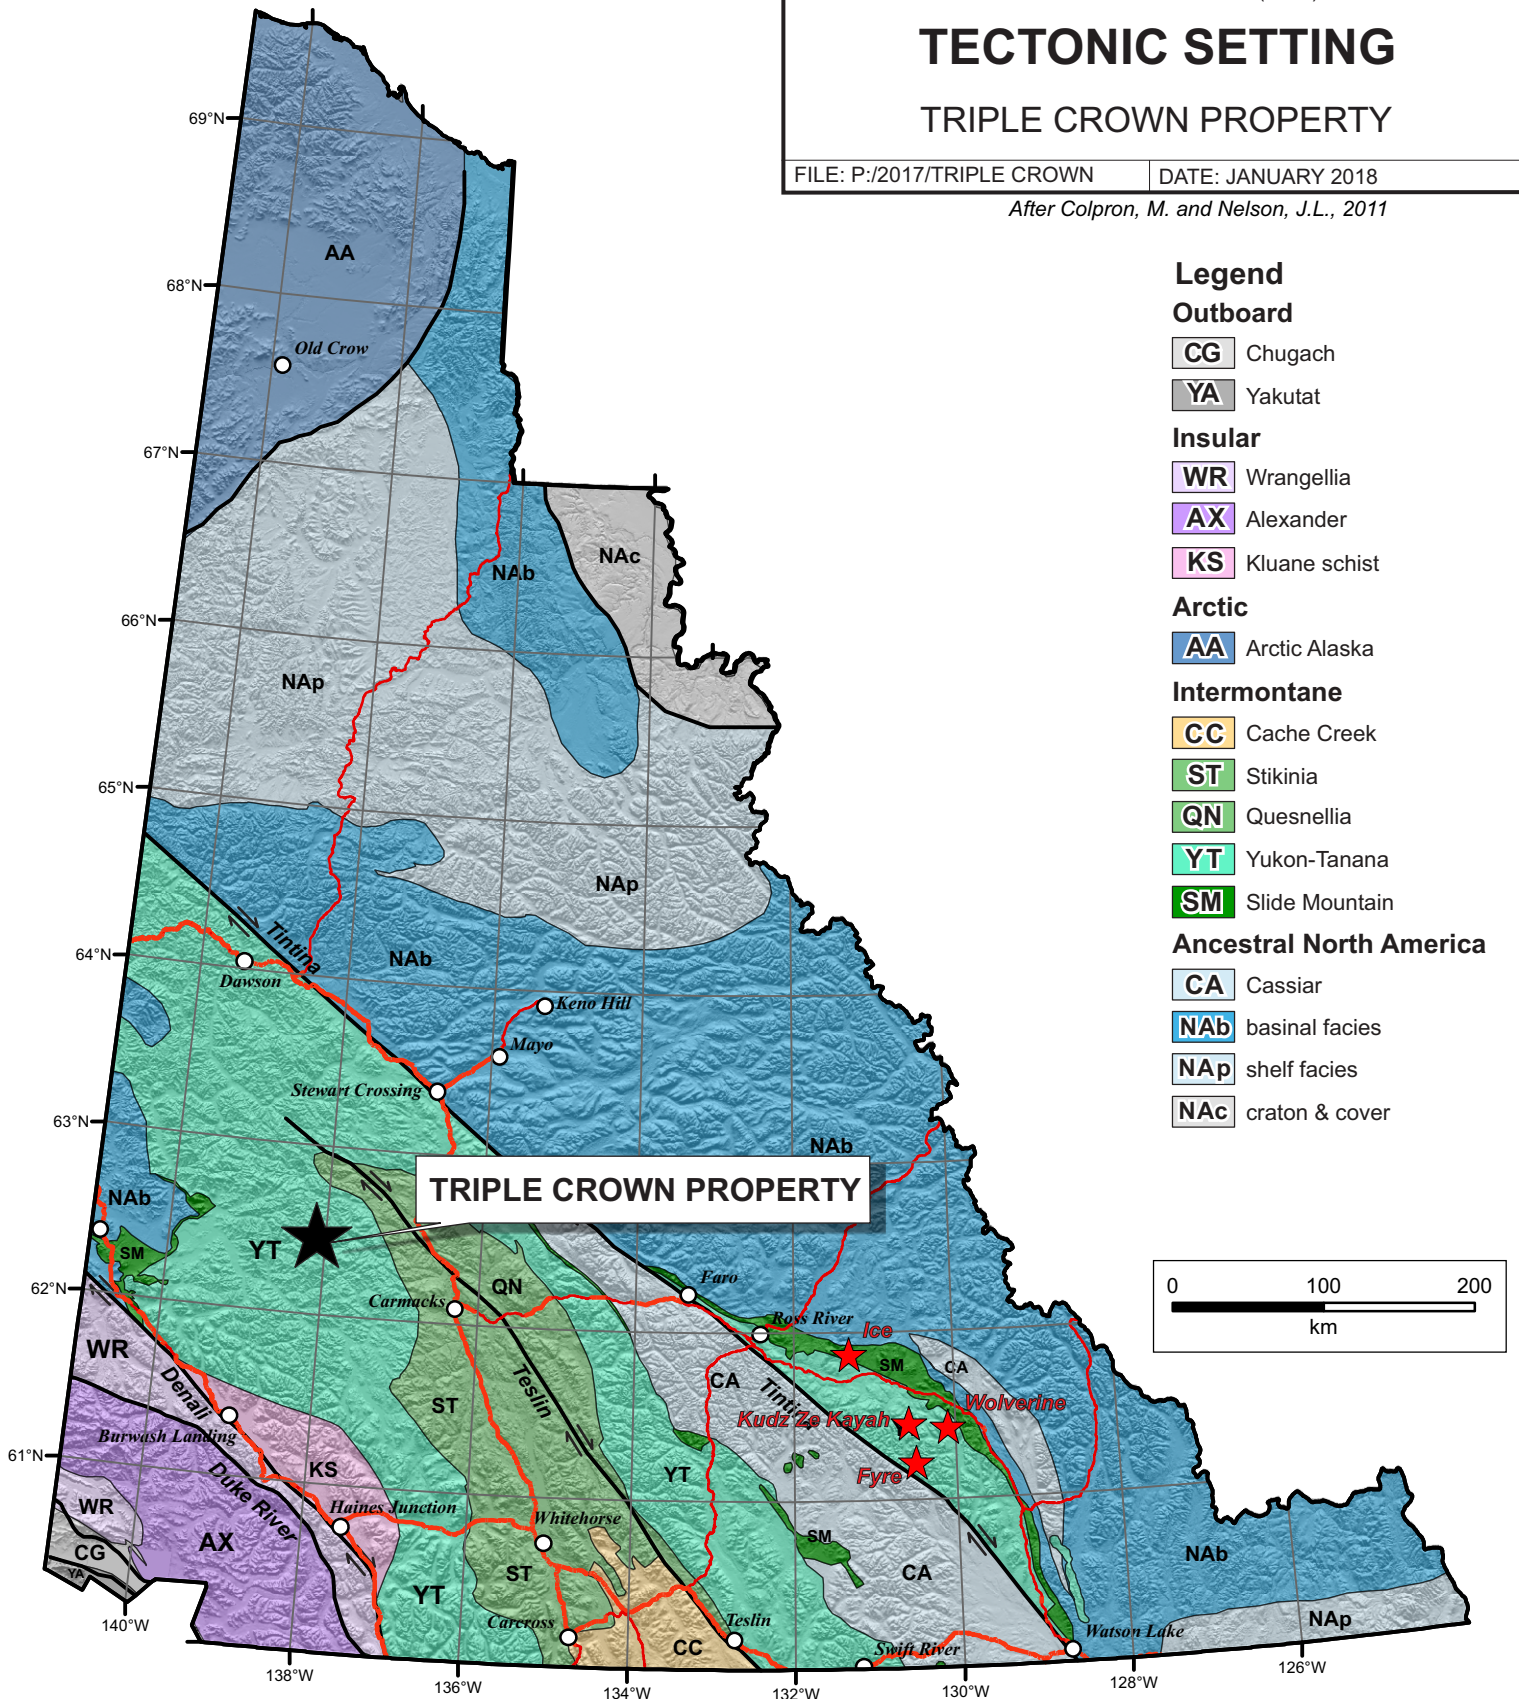 TECTONIC SETTING
TRIPLE CROWN PROPERTY
FILE: P:/2017/TRIPLE CROWN
DATE: JANUARY 2018
After Colpron, M. and Nelson, J.L., 2011
Legend
Outboard
CG Chugach
YA Yakutat
Insular
WR Wrangellia
AX Alexander
KS Kluane schist
Arctic
AA Arctic Alaska
Intermontane
CC Cache Creek
ST Stikinia
QN Quesnellia
YT Yukon-Tanana
SM Slide Mountain
Ancestral North America
CA Cassiar
NAb basinal facies
NAp shelf facies
NAc craton & cover
0 100 200
km
69°N
AA
68°N
Old Crow
67°N
NAc
NAb
66°N
NAp
65°N
NAp
Tintina
64°N
NAb
Dawson
Keno Hill
Mayo
Stewart Crossing
63°N
NAb
TRIPLE CROWN PROPERTY
NAb
YT
SM
62°N
QN
Faro
Carmacks
Ross River
Ice
WR
SM
CA
CA
Denali
Teslin
Tintina
ST
Wolverine
Kudz Ze Kayah
Burwash Landing
61°N
KS
YT
Fyre
Duke River
WR
Haines Junction
Whitehorse
AX
SM
CG
YA
ST
CA
NAb
YT
140°W
Carcross
Teslin
CC
Swift River
Watson Lake
NAp
138°W
136°W
134°W
132°W
130°W
128°W
126°W